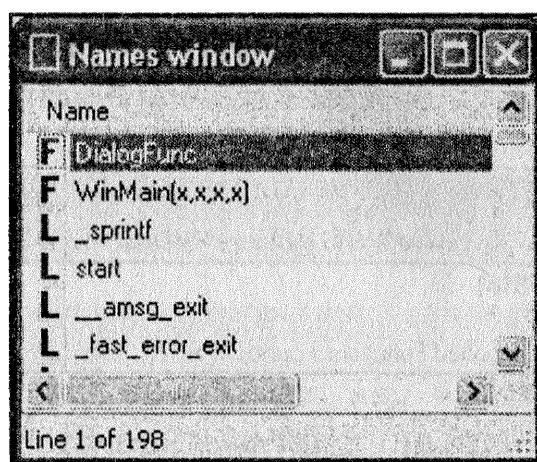 Names window
Name
F DialogFunc
F WinMain(x,x,x,x)
L _sprintf
L start
L __amsg_exit
L _fast_error_exit
Line 1 of 198